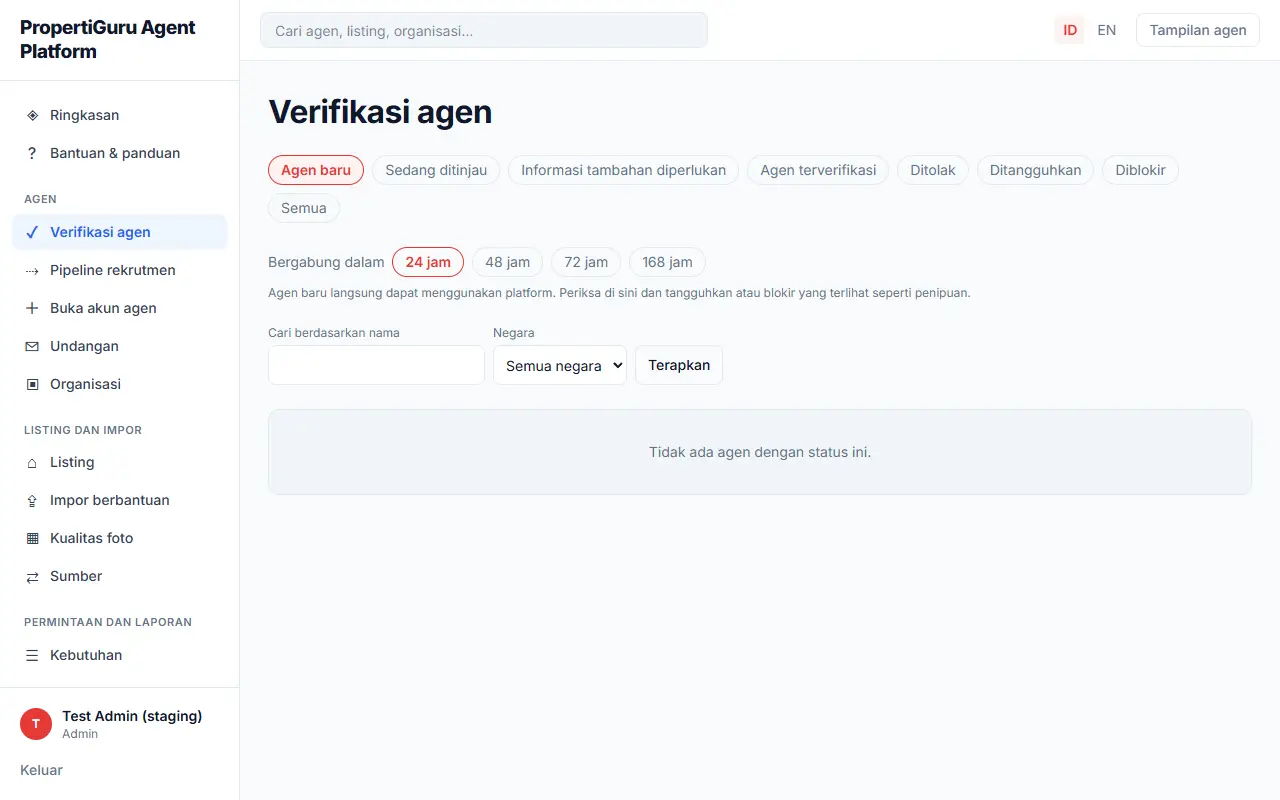 PropertiGuru Agent
Platform
Cari agen, listing, organisasi...
ID
EN
Tampilan agen
Ringkasan
? Bantuan & panduan
AGEN
Verifikasi agen
Pipeline rekrutmen
Buka akun agen
Undangan
Organisasi
LISTING DAN IMPOR
Listing
Impor berbantuan
Kualitas foto
Sumber
PERMINTAAN DAN LAPORAN
Kebutuhan
T
Test Admin (staging)
Admin
Keluar
Verifikasi agen
Agen baru
Sedang ditinjau
Informasi tambahan diperlukan
Agen terverifikasi
Ditolak
Ditangguhkan
Diblokir
Semua
Bergabung dalam
24 jam
48 jam
72 jam
168 jam
Agen baru langsung dapat menggunakan platform. Periksa di sini dan tangguhkan atau blokir yang terlihat seperti penipuan.
Cari berdasarkan nama
Negara
Semua negara
Terapkan
Tidak ada agen dengan status ini.